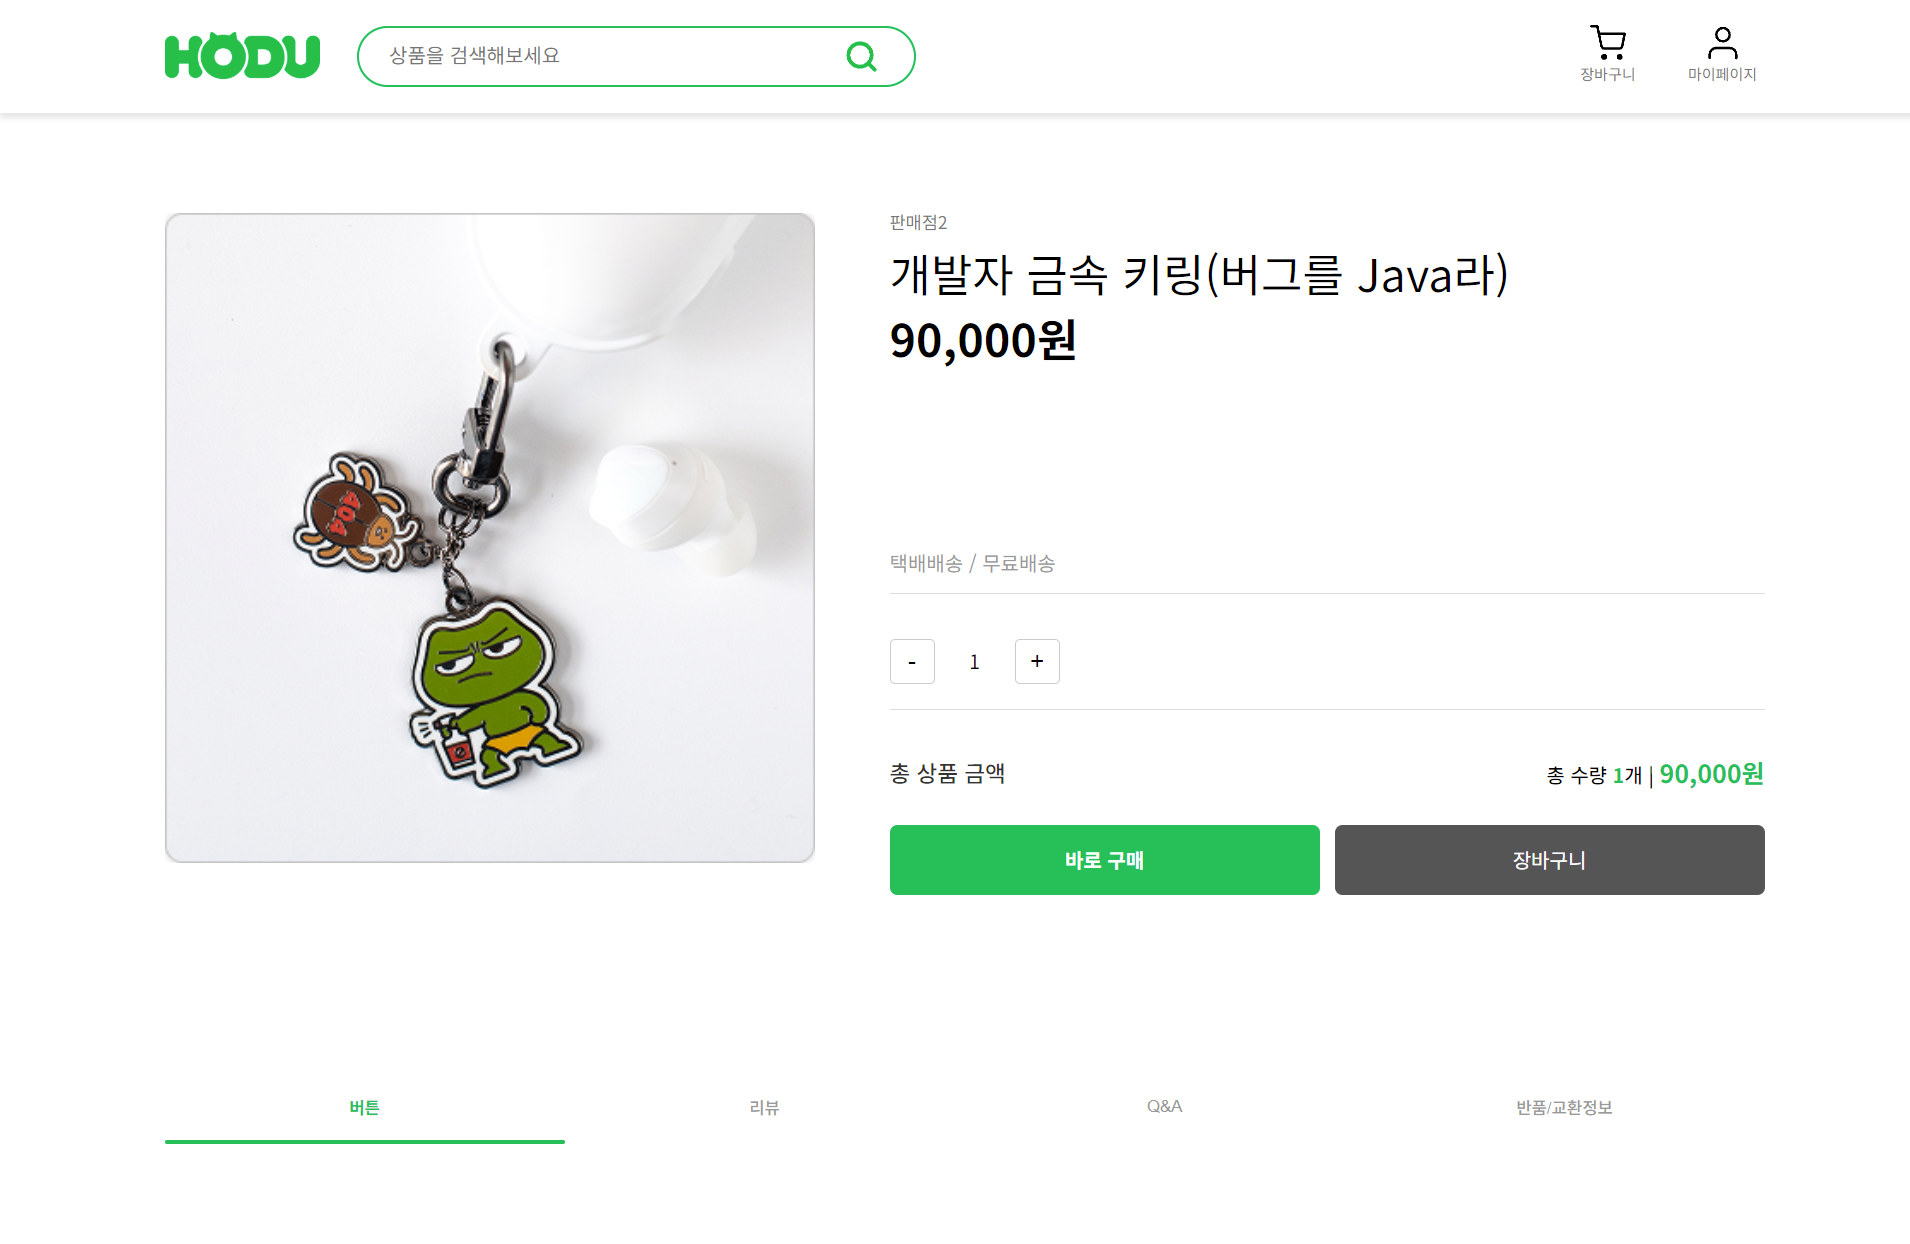 HODU
상품을 검색해보세요
장바구니
마이페이지
판매점2
개발자 금속 키링(버그를 Java라)
90,000원
택배배송 / 무료배송
- 1 +
총 상품 금액
총 수량 1개 | 90,000원
바로 구매
장바구니
버튼
리뷰
Q&A
반품/교환정보